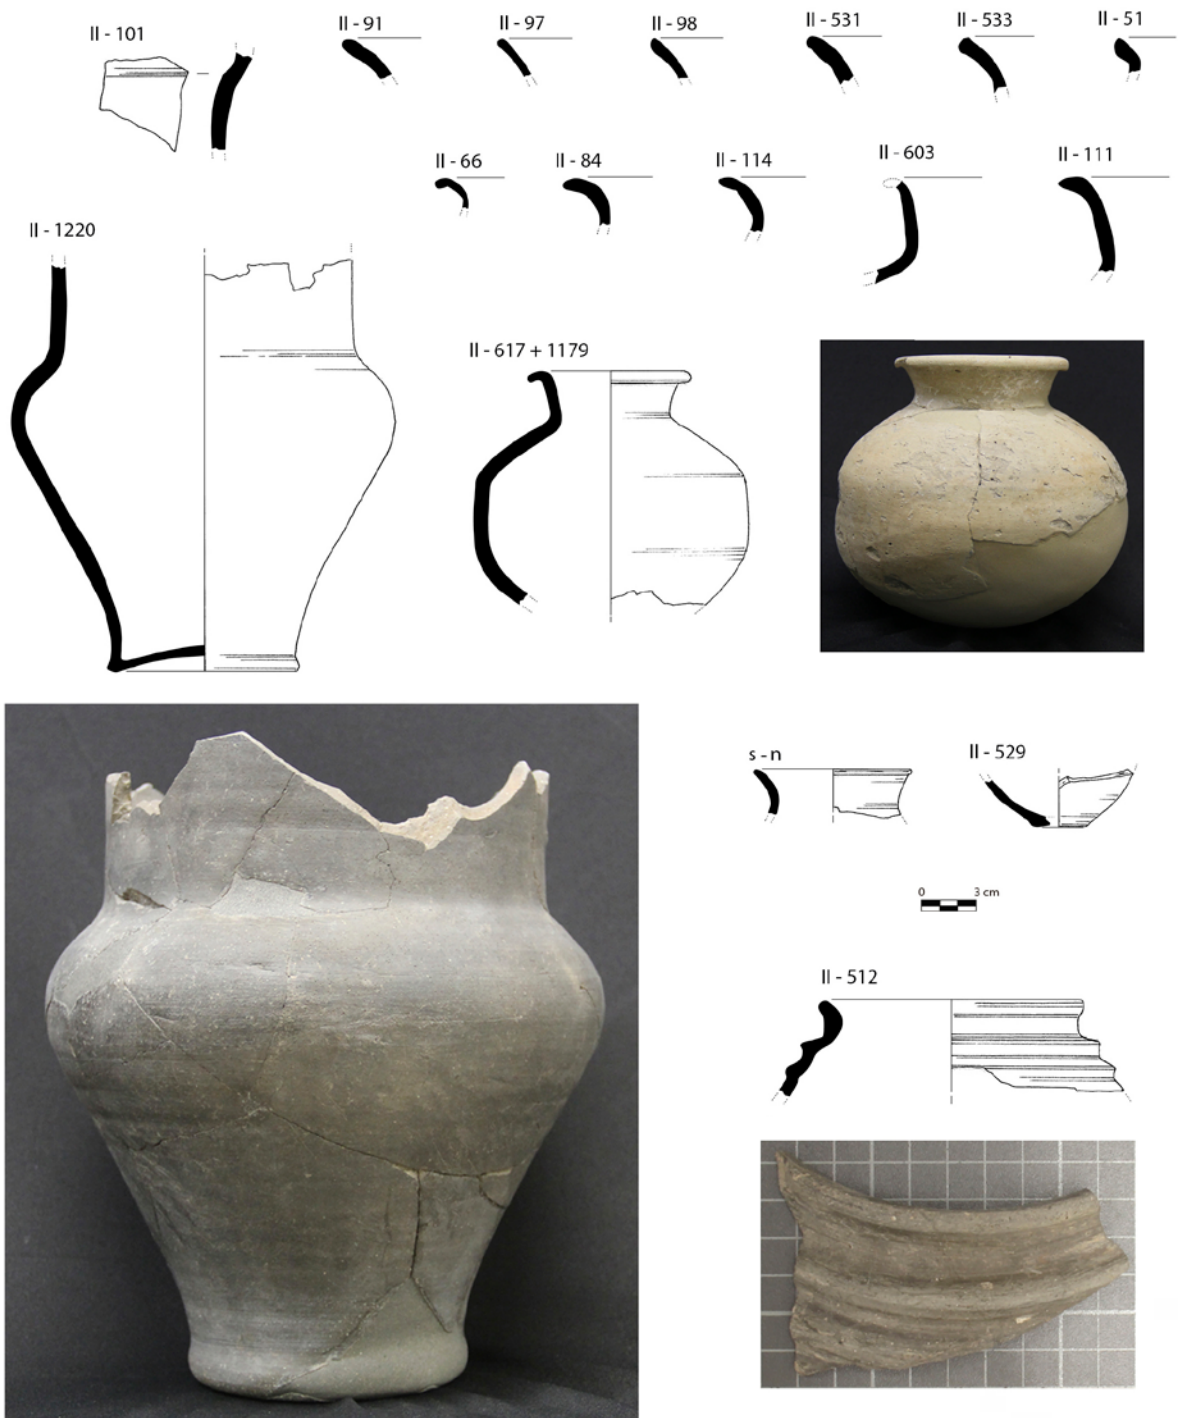 II - 101
II - 91
II - 97
II - 98
II - 531
II - 533
II - 51
II - 66
II - 84
II - 114
II - 603
II - 111
II - 1220
II - 617 + 1179
s - n
II - 529
0 3 cm
II - 512